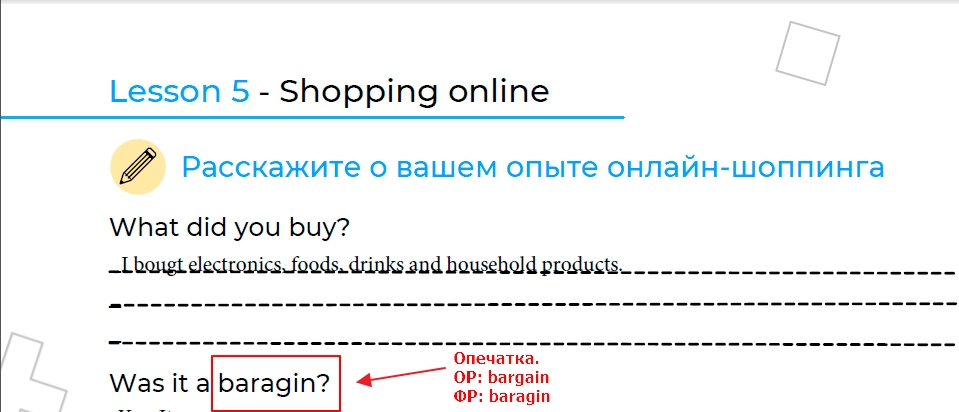 Lesson 5 - Shopping online
Расскажите о вашем опыте онлайн-шоппинга
What did you buy?
I bougt electronics, foods, drinks and household products.
Опечатка.
ОР: bargain
ФР: baragin
Was it a baragin?